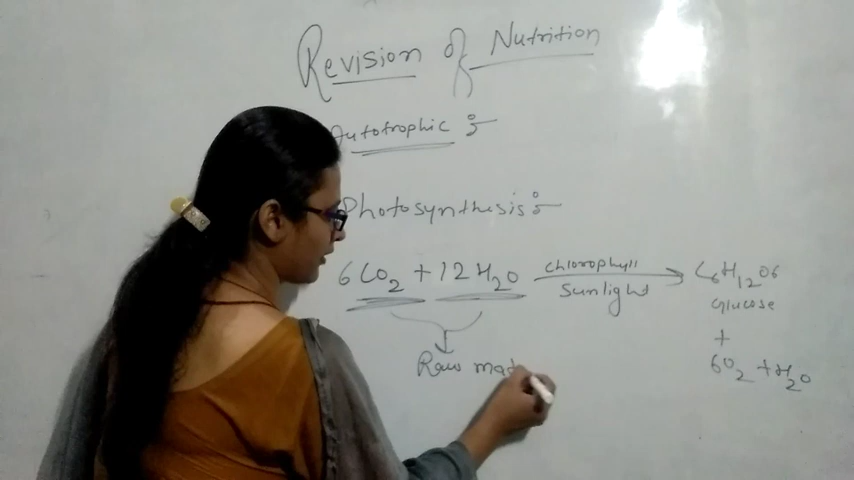 Revision of Nutrition
Autotrophic :-
Photosynthesis :-
6CO2 + 12H2O chlorophyll Sunlight → C6H12O6
Glucose
+
6O2 + H2O
Raw mat